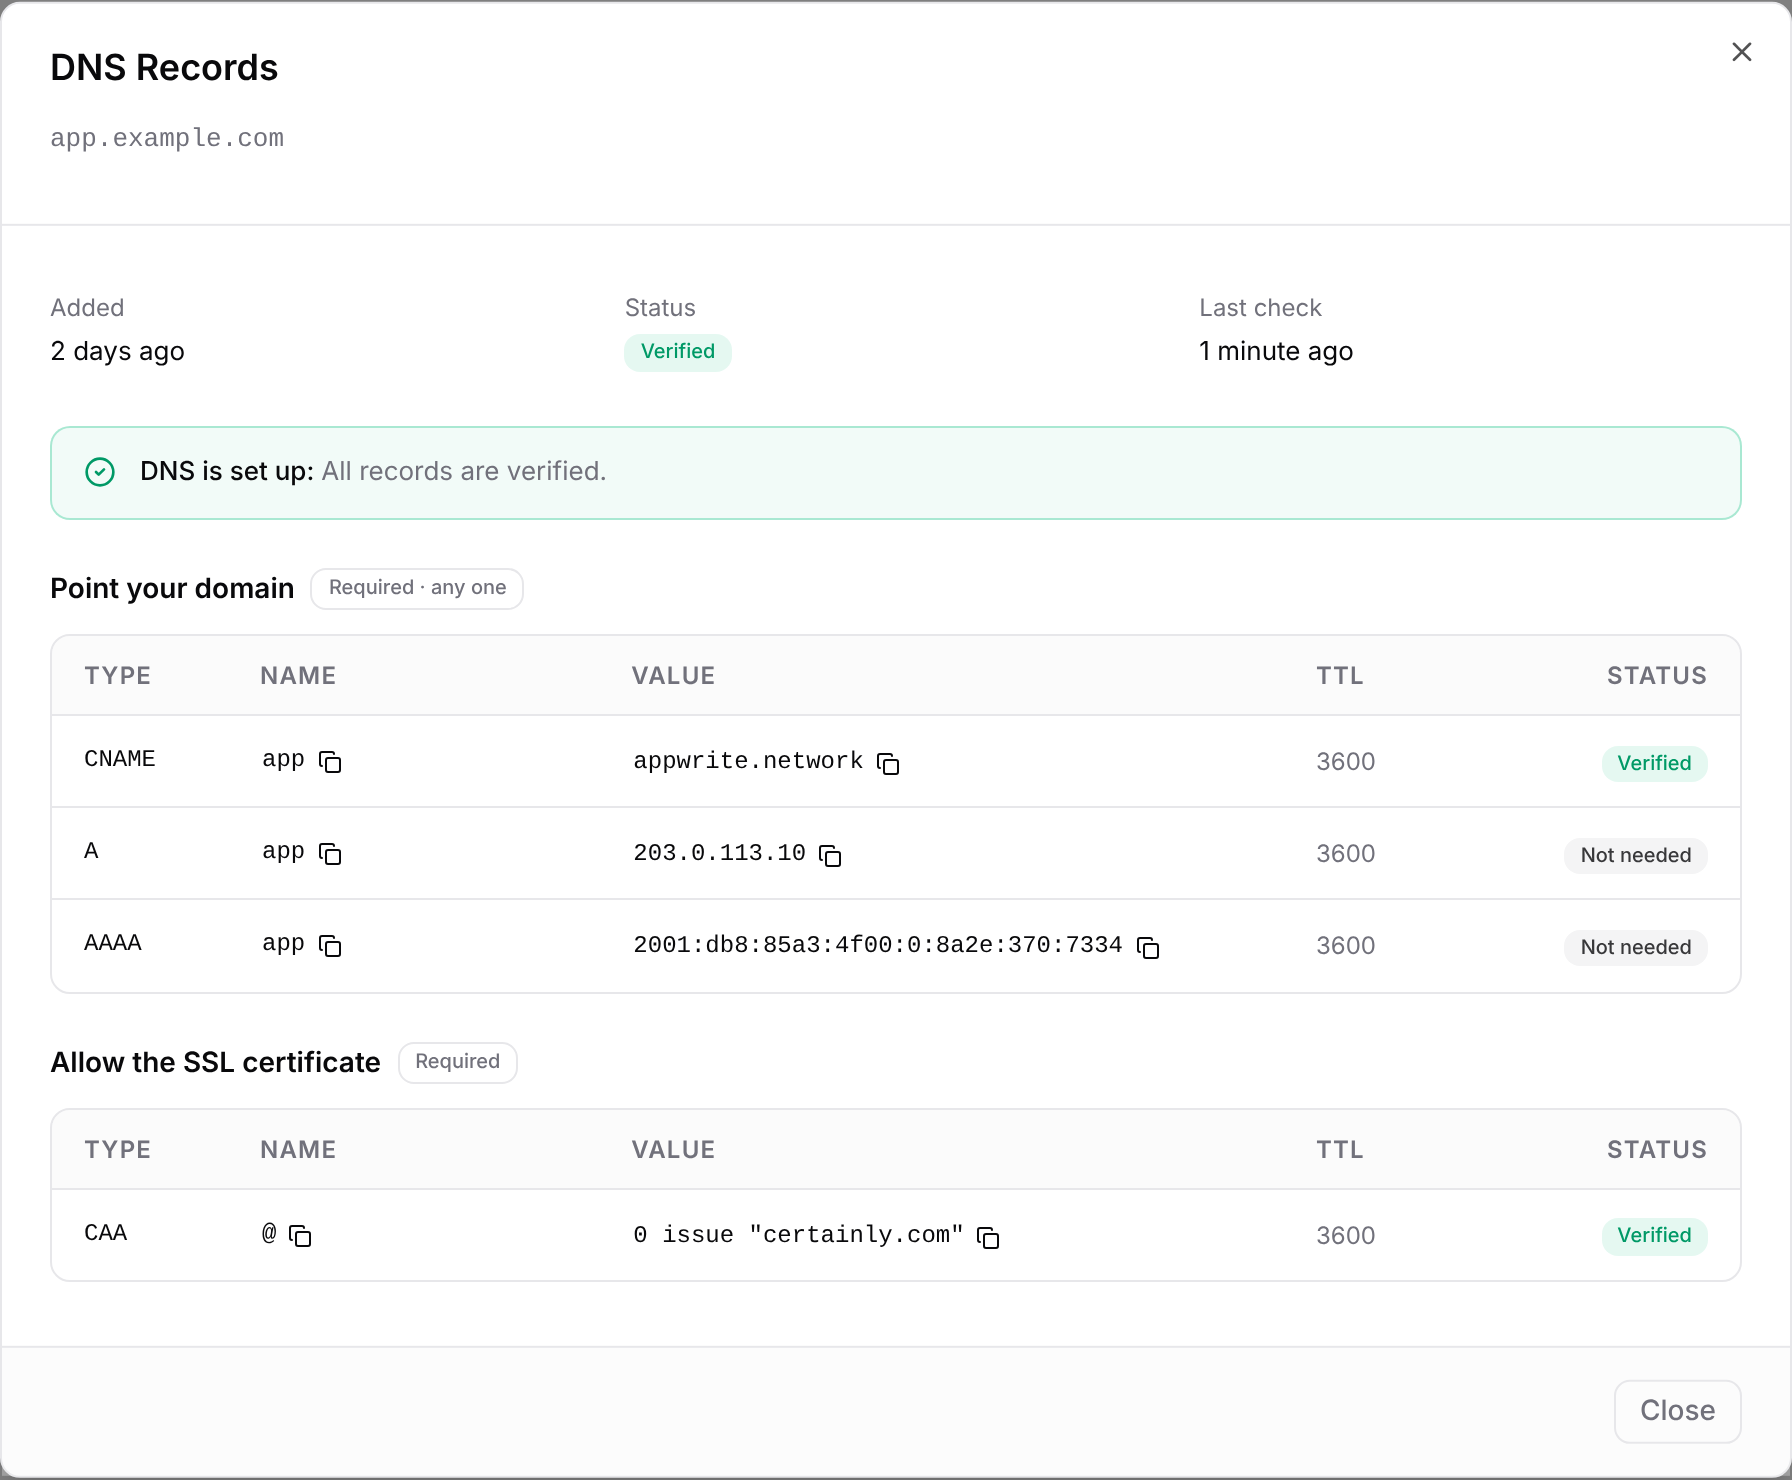 DNS Records
app.example.com
Added Status Last check
2 days ago Verified 1 minute ago
DNS is set up: All records are verified.
Point your domain Required · any one
TYPE NAME VALUE TTL STATUS
CNAME app appwrite.network 3600 Verified
A app 203.0.113.10 3600 Not needed
AAAA app 2001:db8:85a3:4f00:0:8a2e:370:7334 3600 Not needed
Allow the SSL certificate Required
TYPE NAME VALUE TTL STATUS
CAA @ 0 issue "certainly.com" 3600 Verified
Close